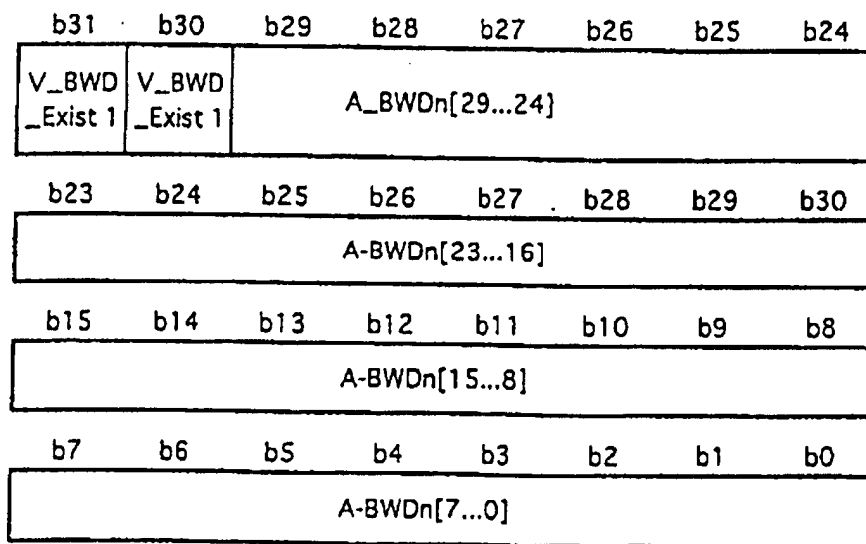 b31 b30 b29 b28 b27 b26 b25 b24
V_BWD V_BWD
_Exist 1 _Exist 1
A_BWDn[29...24}
b23 b24 b25 b26 b27 b28 b29 b30
A-BWDn[23...16]
b15 b14 b13 b12 b11 b10 b9 b8
A-BWDn[15...8]
b7 b6 b5 b4 b3 b2 b1 b0
A-BWDn[7...0]